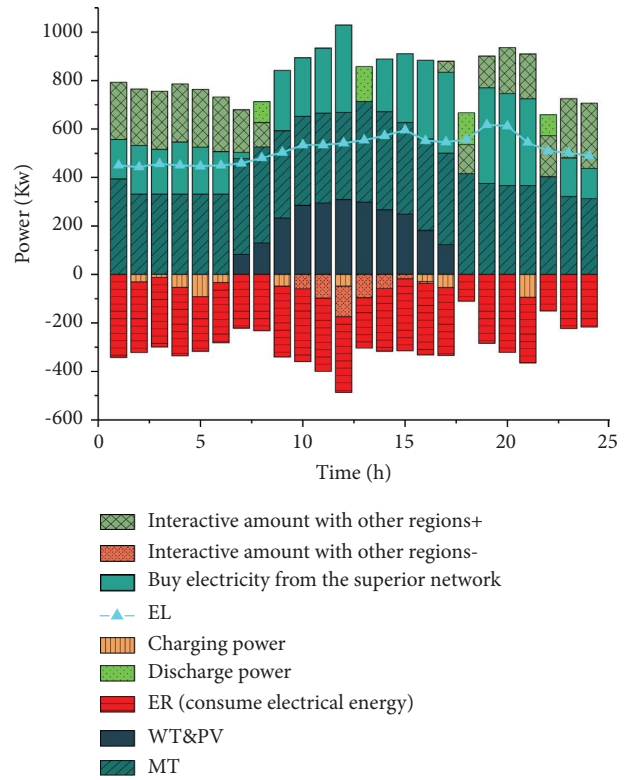 1000
800
600
400
200
0
-200
-400
-600
Power (Kw)
0
5
10
15
20
25
Time (h)
Interactive amount with other regions+
Interactive amount with other regions-
Buy electricity from the superior network
EL
Charging power
Discharge power
ER (consume electrical energy)
WT&PV
MT